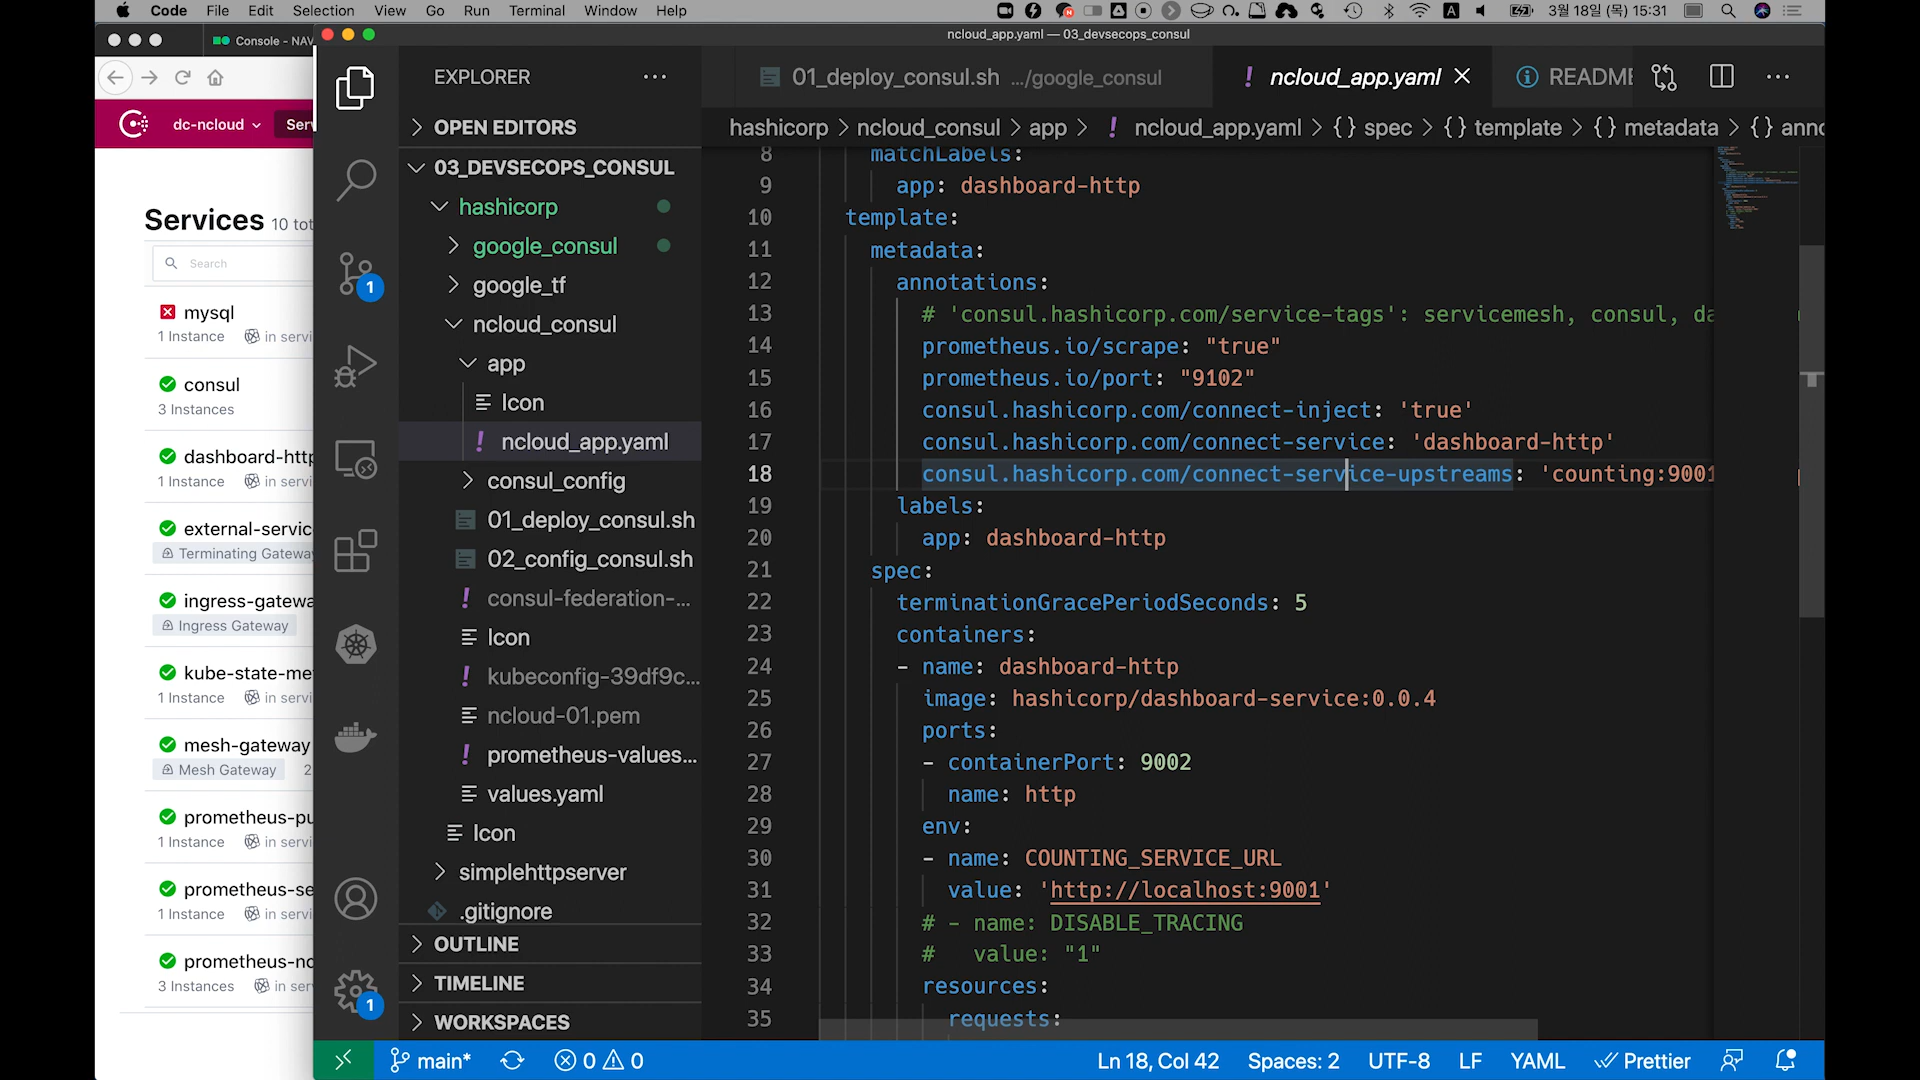 Code File Edit Selection View Go Run Terminal Window Help
3월 18일 (목) 15:31
Console - NAV
ncloud_app.yaml — 03_devsecops_consul
dc-ncloud
Serv
Services 10 tot
Search
mysql
1 Instance in servi
consul
3 Instances
dashboard-http
1 Instance in servi
external-servic
Terminating Gateway
ingress-gatewa
Ingress Gateway
kube-state-me
1 Instance in servi
mesh-gateway
Mesh Gateway 2
prometheus-pu
1 Instance in servi
prometheus-se
1 Instance in servi
prometheus-no
3 Instances in ser
EXPLORER
OPEN EDITORS
03_DEVSECOPS_CONSUL
hashicorp
google_consul
google_tf
ncloud_consul
app
Icon
ncloud_app.yaml
consul_config
01_deploy_consul.sh
02_config_consul.sh
consul-federation-...
Icon
kubeconfig-39df9c...
ncloud-01.pem
prometheus-values...
values.yaml
Icon
simplehttpserver
.gitignore
OUTLINE
TIMELINE
WORKSPACES
1
1
01_deploy_consul.sh .../google_consul
ncloud_app.yaml
README
hashicorp > ncloud_consul > app > ! ncloud_app.yaml > {} spec > {} template > {} metadata > {} anno
8 matchLabels:
9 app: dashboard-http
10 template:
11 metadata:
12 annotations:
13 # 'consul.hashicorp.com/service-tags': servicemesh, consul, da
14 prometheus.io/scrape: "true"
15 prometheus.io/port: "9102"
16 consul.hashicorp.com/connect-inject: 'true'
17 consul.hashicorp.com/connect-service: 'dashboard-http'
18 consul.hashicorp.com/connect-service-upstreams: 'counting:9001
19 labels:
20 app: dashboard-http
21 spec:
22 terminationGracePeriodSeconds: 5
23 containers:
24 - name: dashboard-http
25 image: hashicorp/dashboard-service:0.0.4
26 ports:
27 - containerPort: 9002
28 name: http
29 env:
30 - name: COUNTING_SERVICE_URL
31 value: 'http://localhost:9001'
32 # - name: DISABLE_TRACING
33 #   value: "1"
34 resources:
35 requests:
main* 0 0 Ln 18, Col 42 Spaces: 2 UTF-8 LF YAML Prettier